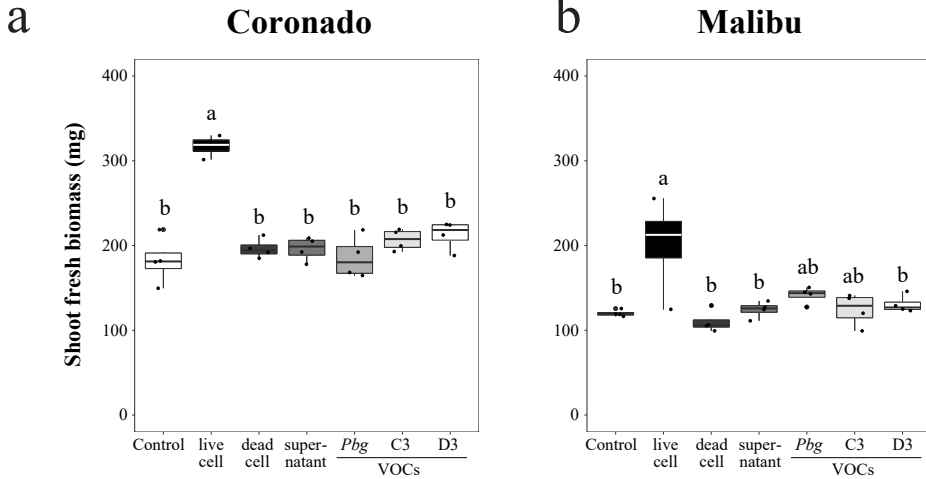 a
Coronado
b
Malibu
Shoot fresh biomass (mg)
400
300
200
100
0
a
b
b
b
b
b
b
Control
live
cell
dead
cell
super-
natant
Pbg
C3
D3
VOCs
400
300
200
100
0
a
b
b
b
ab
ab
b
Control
live
cell
dead
cell
super-
natant
Pbg
C3
D3
VOCs